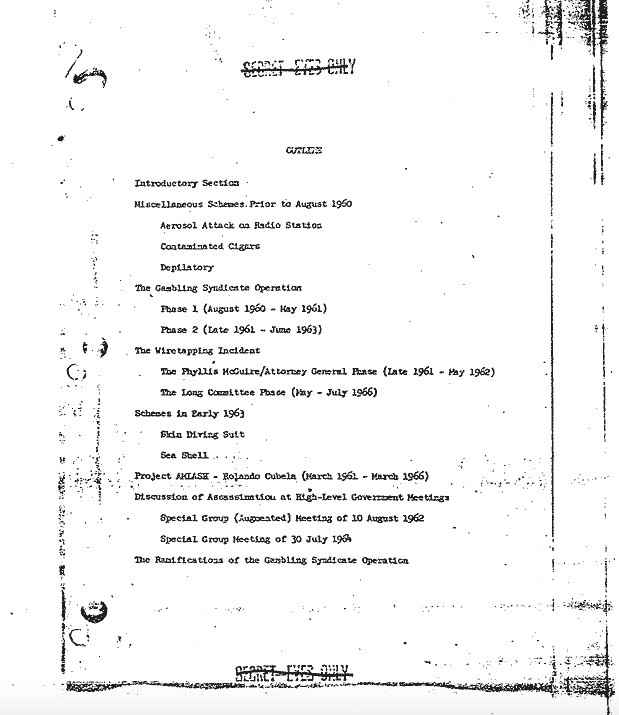 SECRET - EYES ONLY
OUTLINE
Introductory Section
Miscellaneous Schemes Prior to August 1960
Aerosol Attack on Radio Station
Contaminated Cigars
Depilatory
The Gambling Syndicate Operation
Phase 1 (August 1960 - May 1961)
Phase 2 (Late 1961 - June 1963)
The Wiretapping Incident
The Phyllis McGuire/Attorney General Phase (Late 1961 - May 1962)
The Long Committee Phase (May - July 1966)
Schemes in Early 1963
Skin Diving Suit
Sea Shell
Project AMLASH - Rolando Cubela (March 1961 - March 1966)
Discussion of Assassination at High-Level Government Meetings
Special Group (Augmented) Meeting of 10 August 1962
Special Group Meeting of 30 July 1964
The Ramifications of the Gambling Syndicate Operation
SECRET - EYES ONLY